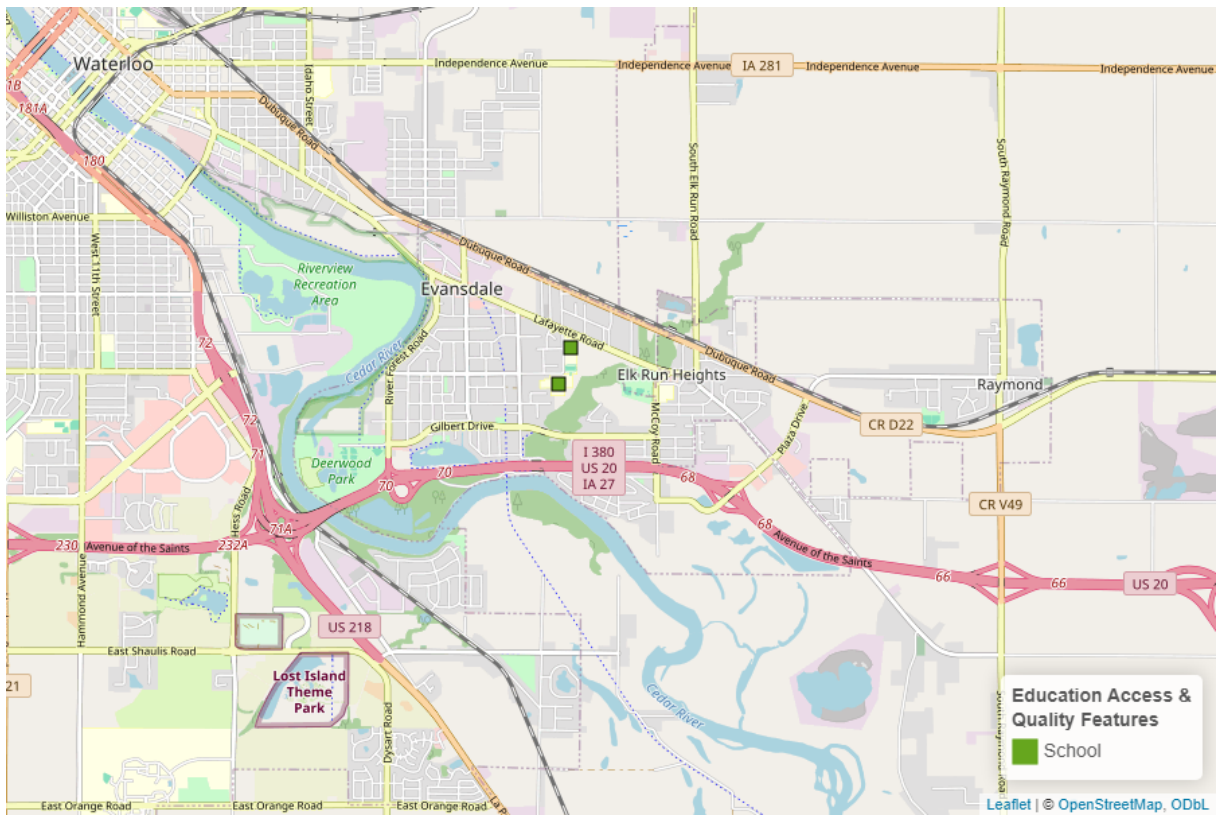 Waterloo
Independence Avenue
Independence Avenue
IA 281
Independence Avenue
Independence Avenue
1B
181A
Idaho Street
Dubuque Road
180
South Elk Run Road
South Raymond Road
Williston Avenue
West 11th Street
Dubuque Road
Riverview
Recreation
Area
Evansdale
Lafayette Road
72
Cedar River
River Forest Road
Dubuque Road
Elk Run Heights
Raymond
72
Gilbert Drive
McCoy Road
Plaza Drive
CR D22
71
Deerwood
Park
70
70
I 380
US 20
IA 27
68
CR V49
Hess Road
71A
68
230
Avenue of the Saints
232A
Avenue of the Saints
66
66
US 20
Hammond Avenue
US 218
East Shaulis Road
Lost Island
Theme
Park
21
Cedar River
Dysart Road
Education Access &
Quality Features
School
East Orange Road
East Orange Road
East Orange Road
Leaflet | © OpenStreetMap, ODbL